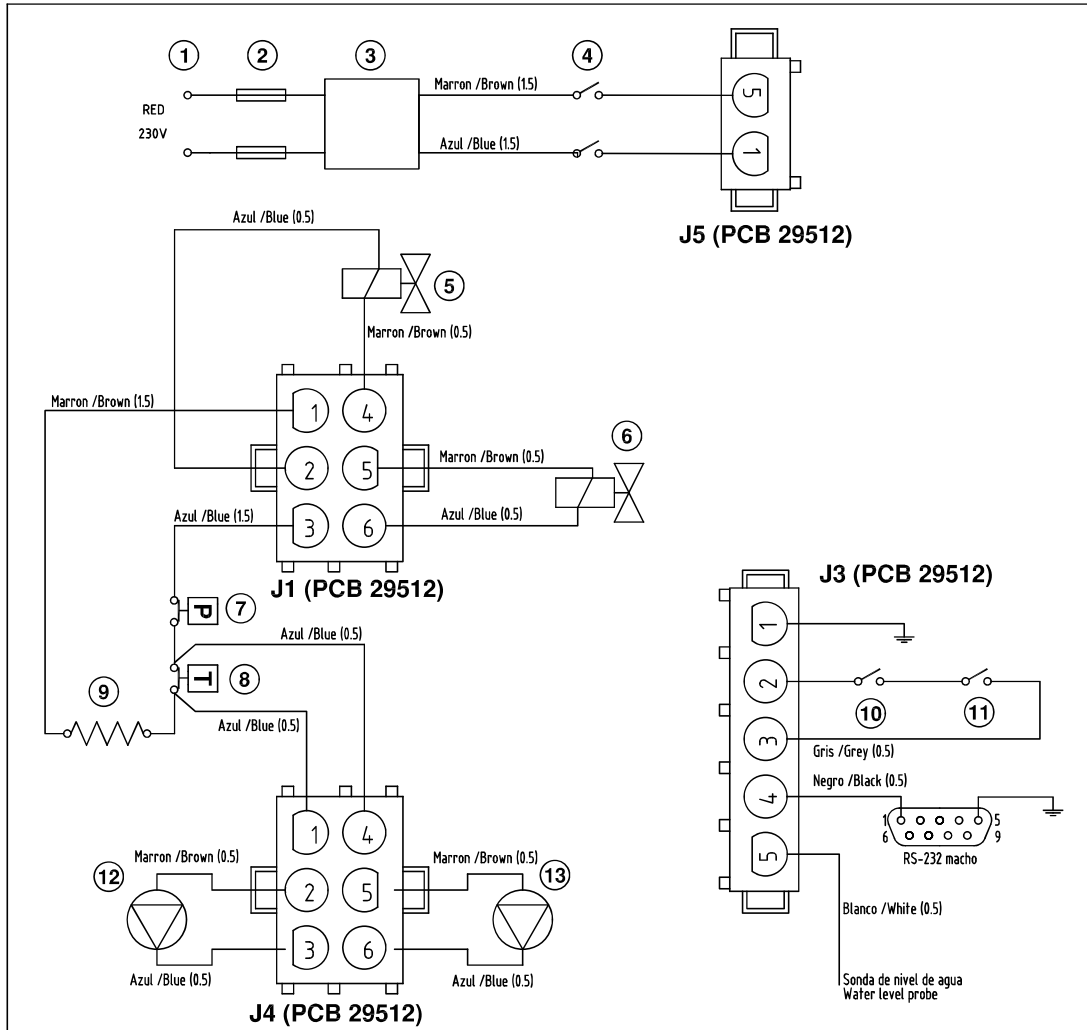 1 2 3 4
RED
230V
Marron /Brown (1.5)
Azul /Blue (1.5)
5
1
J5 (PCB 29512)
Azul /Blue (0.5)
5
Marron /Brown (0.5)
Marron /Brown (1.5)
1 4
2 5
3 6
Marron /Brown (0.5)
6
Azul /Blue (0.5)
Azul /Blue (1.5)
J1 (PCB 29512)
P 7
Azul /Blue (0.5)
T 8
9
Azul /Blue (0.5)
J3 (PCB 29512)
1
2
3
4
5
10 11
Gris /Grey (0.5)
Negro /Black (0.5)
1 5
6 9
RS-232 macho
Blanco /White (0.5)
Sonda de nivel de agua
Water level probe
1 4
2 5
3 6
Marron /Brown (0.5)
12
Azul /Blue (0.5)
Marron /Brown (0.5)
13
Azul /Blue (0.5)
J4 (PCB 29512)